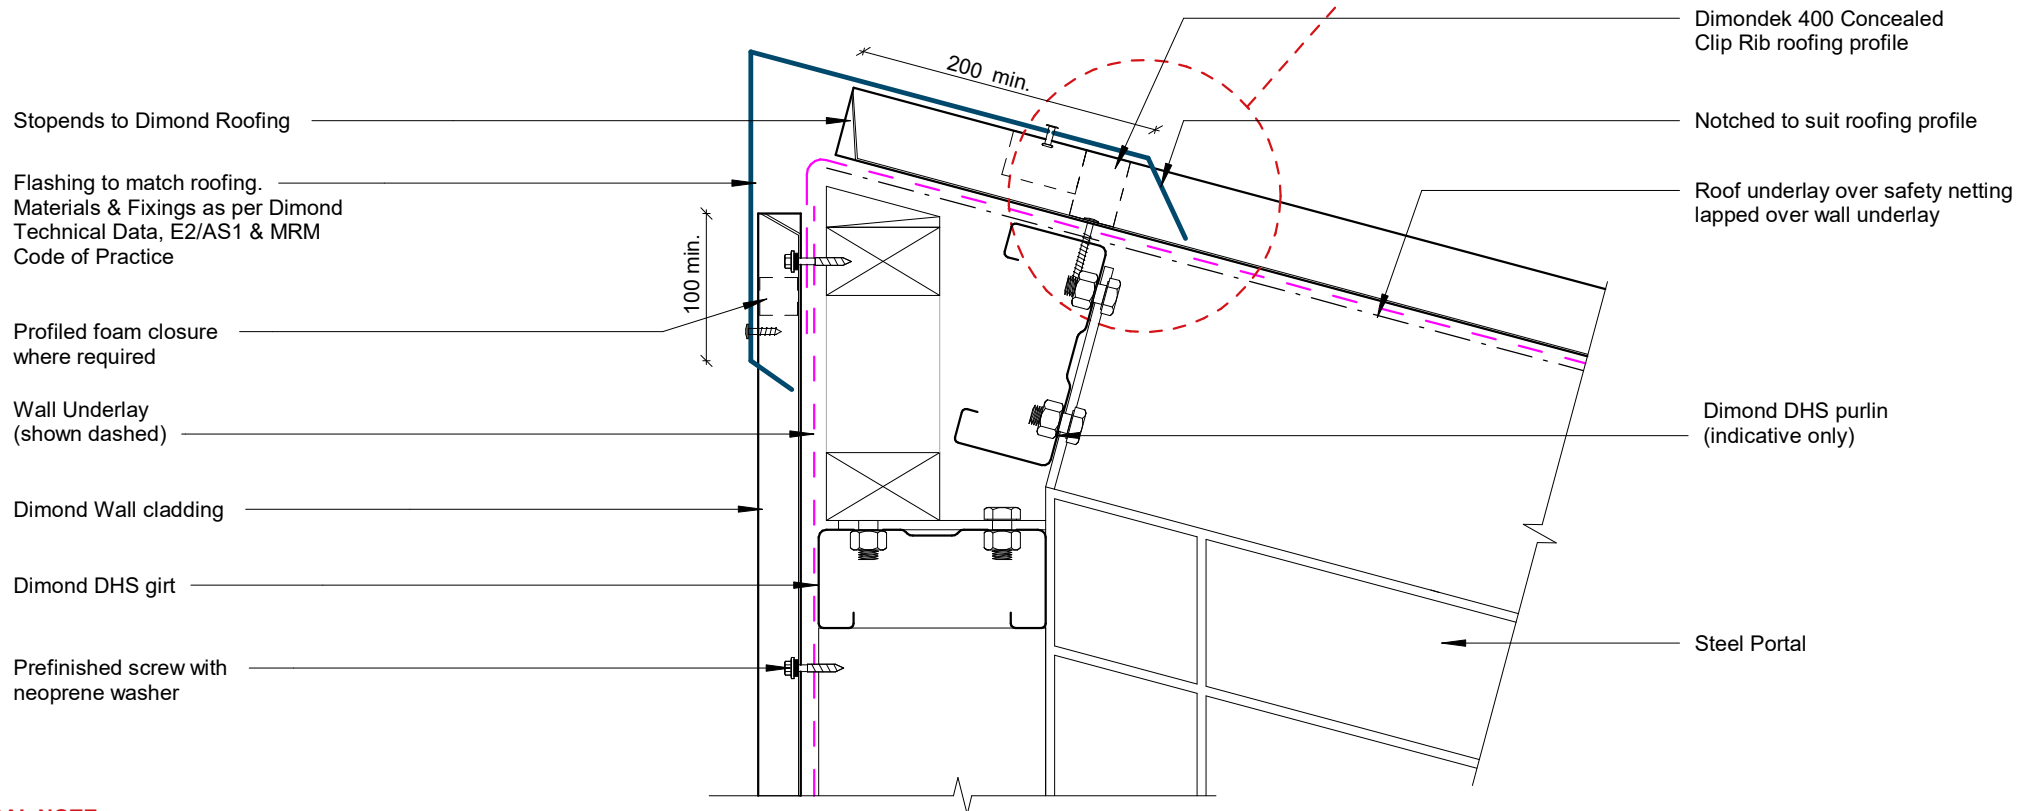 Dimondek 400 Concealed
Clip Rib roofing profile
200 min.
Stopends to Dimond Roofing
Notched to suit roofing profile
Flashing to match roofing.
Materials & Fixings as per Dimond
Technical Data, E2/AS1 & MRM
Code of Practice
Roof underlay over safety netting
lapped over wall underlay
100 min.
Profiled foam closure
where required
Wall Underlay
(shown dashed)
Dimond DHS purlin
(indicative only)
Dimond Wall cladding
Dimond DHS girt
Steel Portal
Prefinished screw with
neoprene washer